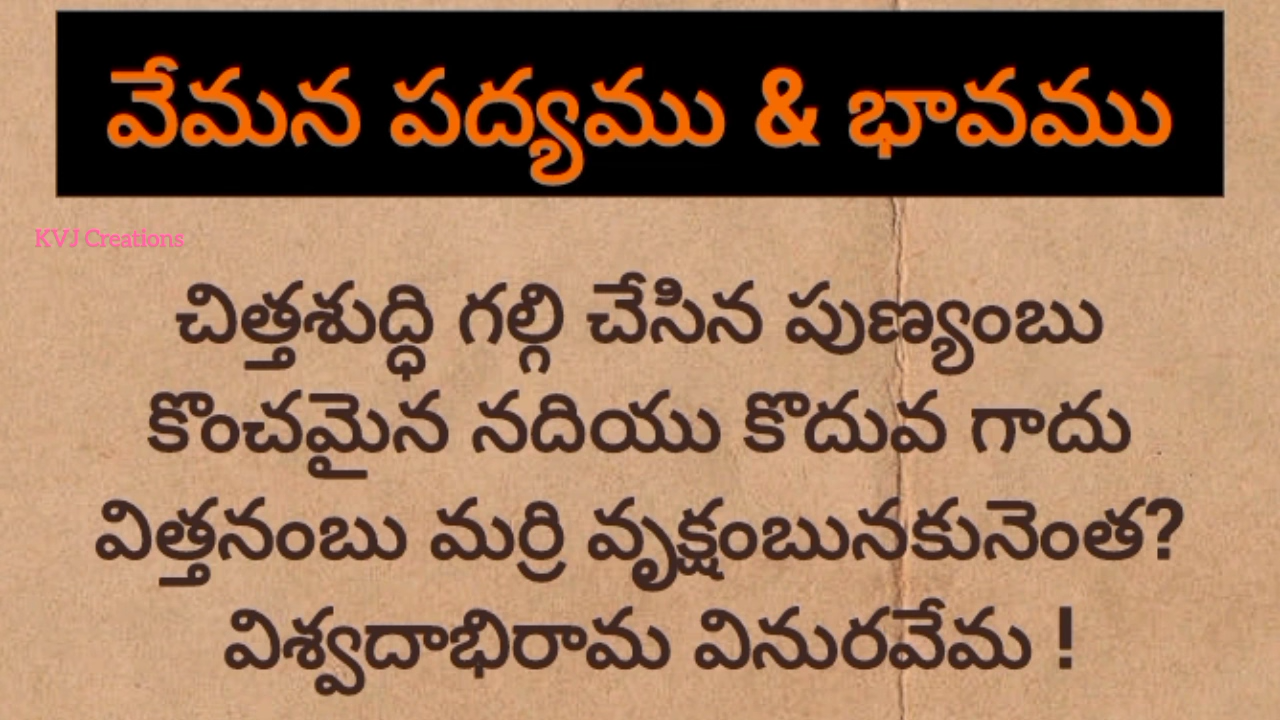 వేమన పద్యము & భావము
KVJ Creations
చిత్తశుద్ధి గల్గి చేసిన పుణ్యంబు
కొంచమైన నదియు కొదువ గాదు
విత్తనంబు మర్రి వృక్షంబునకునెంత?
విశ్వదాభిరామ వినురవేమ !